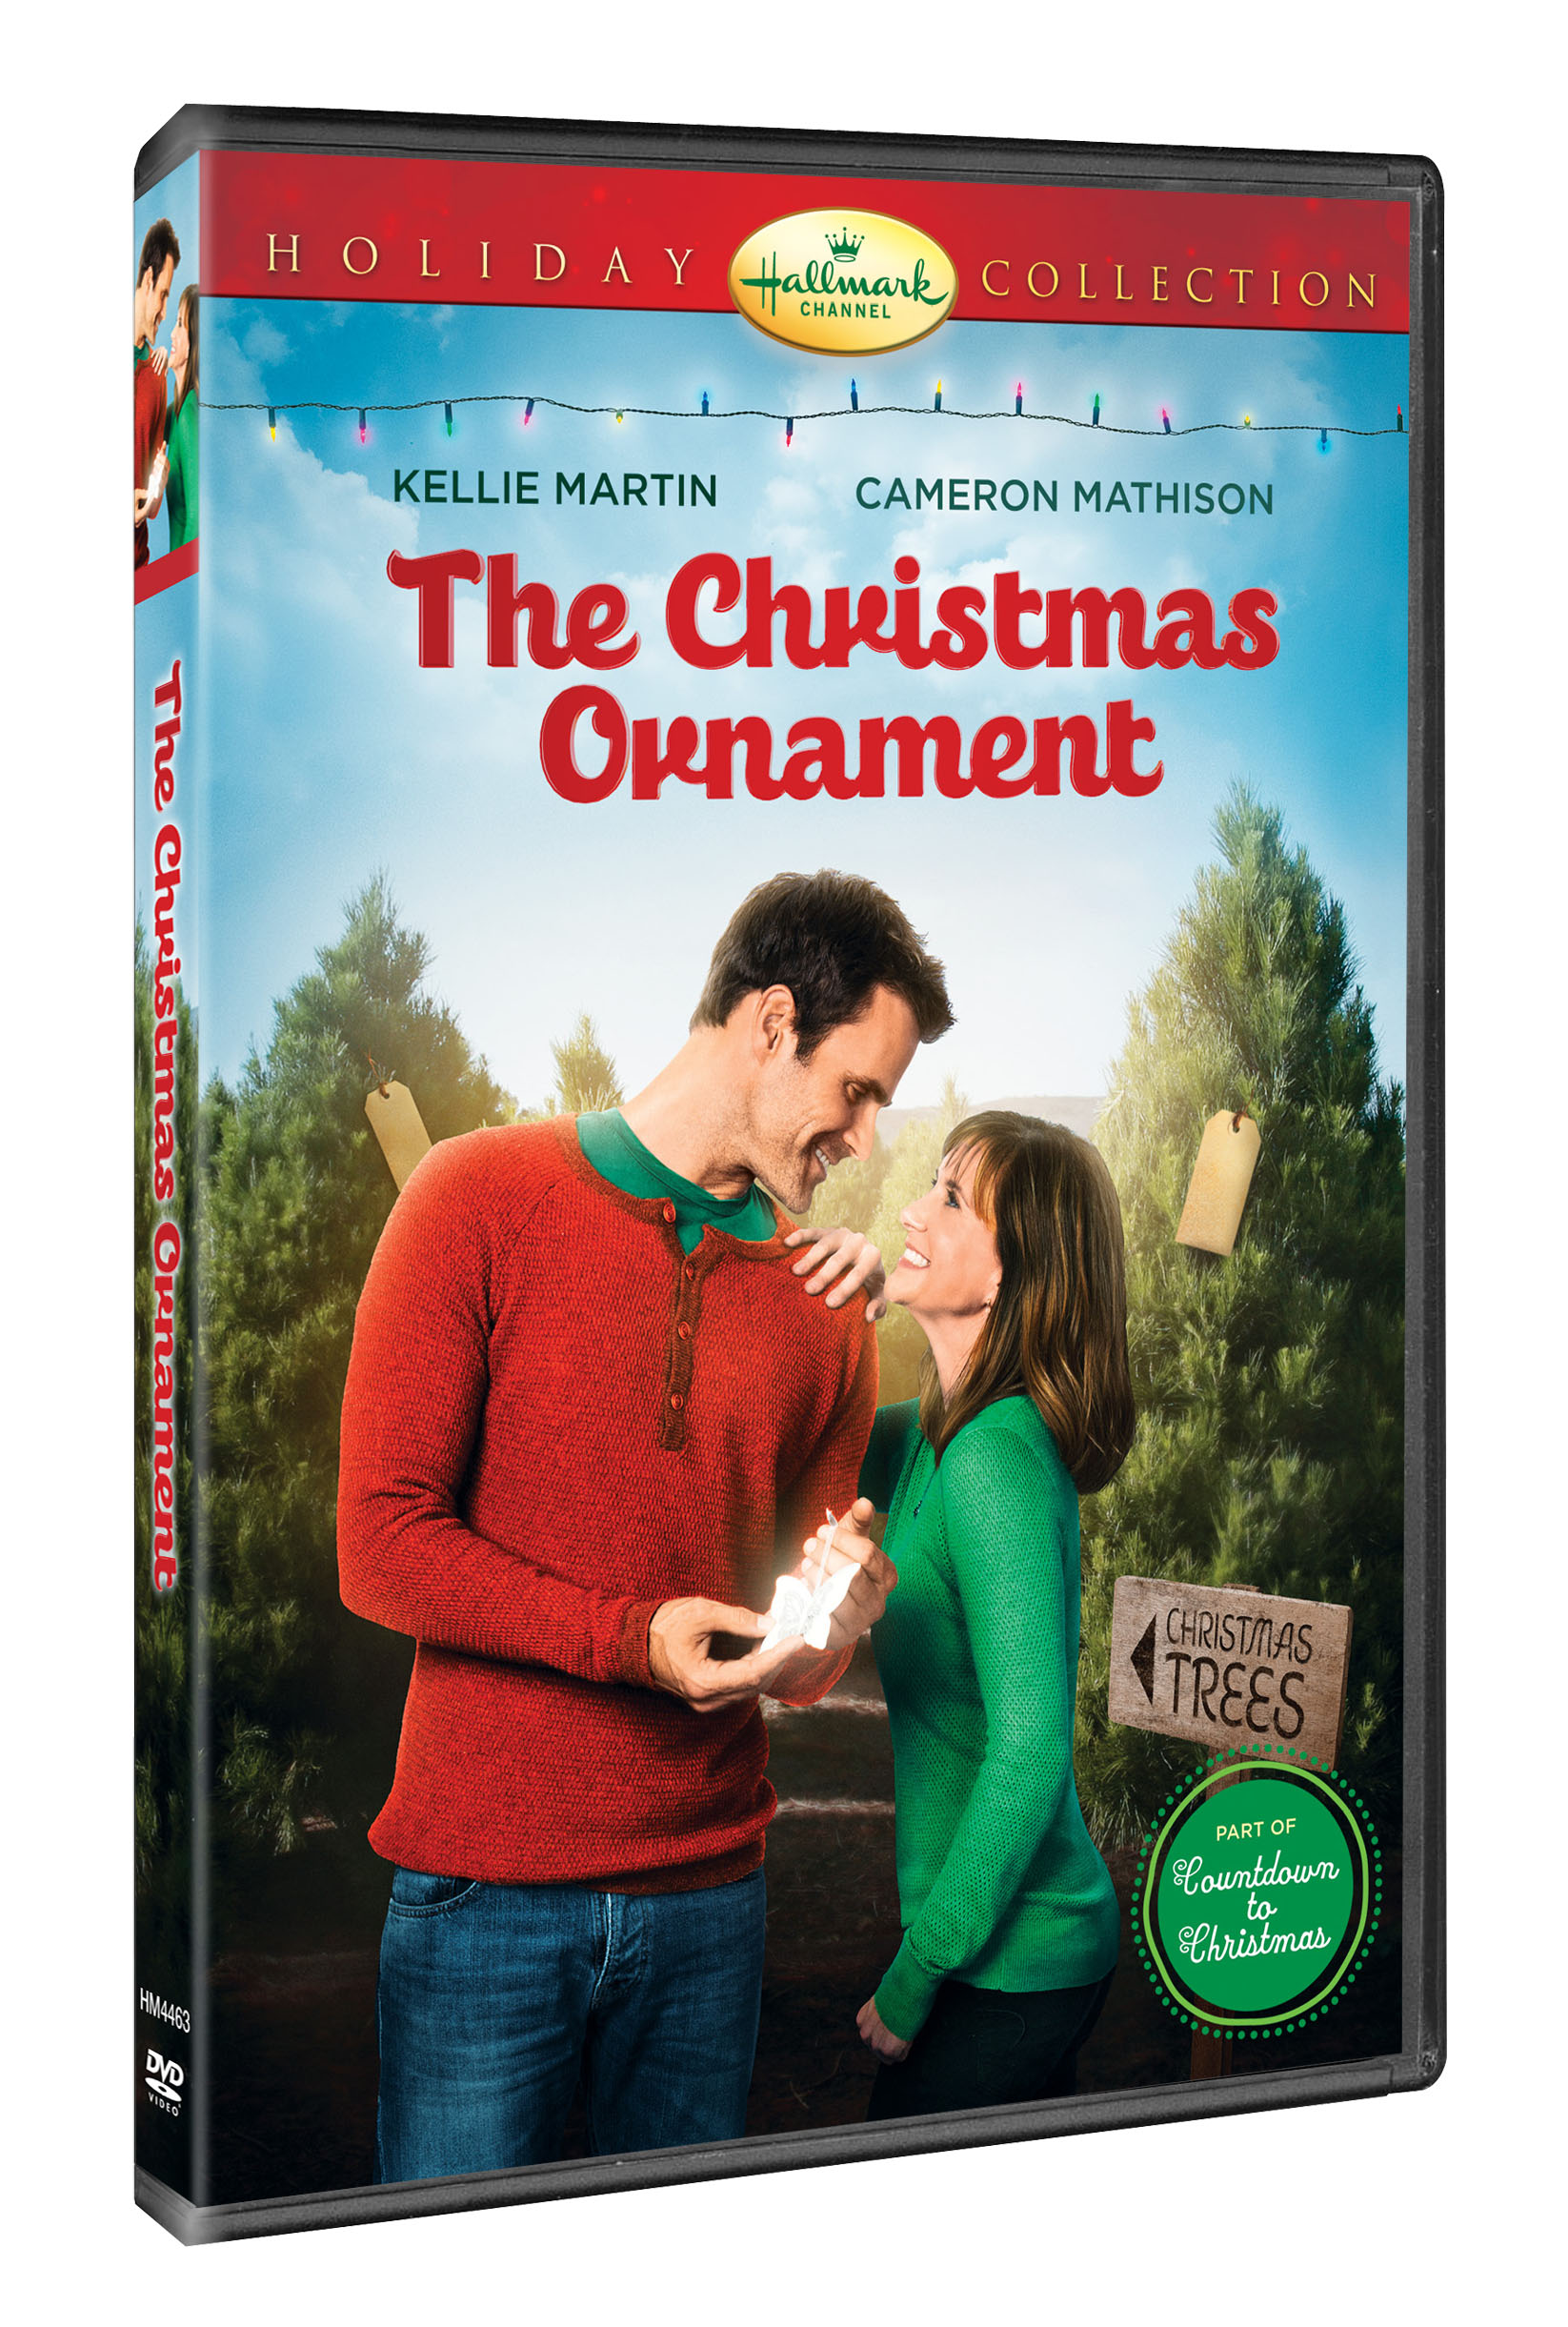 HOLIDAY Hallmark COLLECTION
CHANNEL
KELLIE MARTIN CAMERON MATHISON
The Christmas
Ornament
CHRISTMAS
TREES
PART OF
Countdown
to
Christmas
The Christmas Ornament
HM4463
DVD
VIDEO